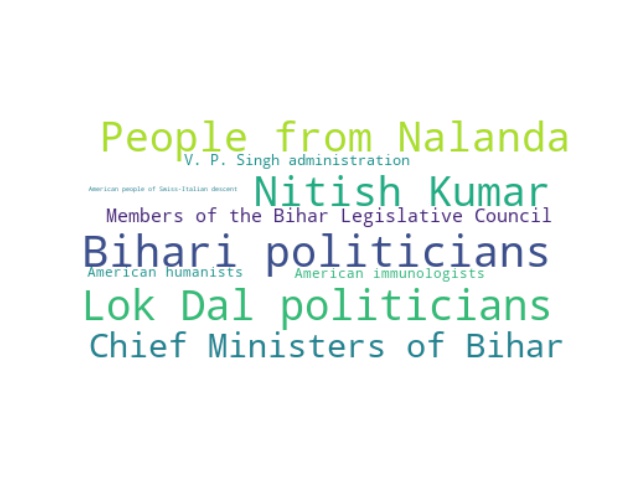 People from Nalanda
V. P. Singh administration
American people of Swiss-Italian descent
Nitish Kumar
Members of the Bihar Legislative Council
Bihari politicians
American humanists
American immunologists
Lok Dal politicians
Chief Ministers of Bihar